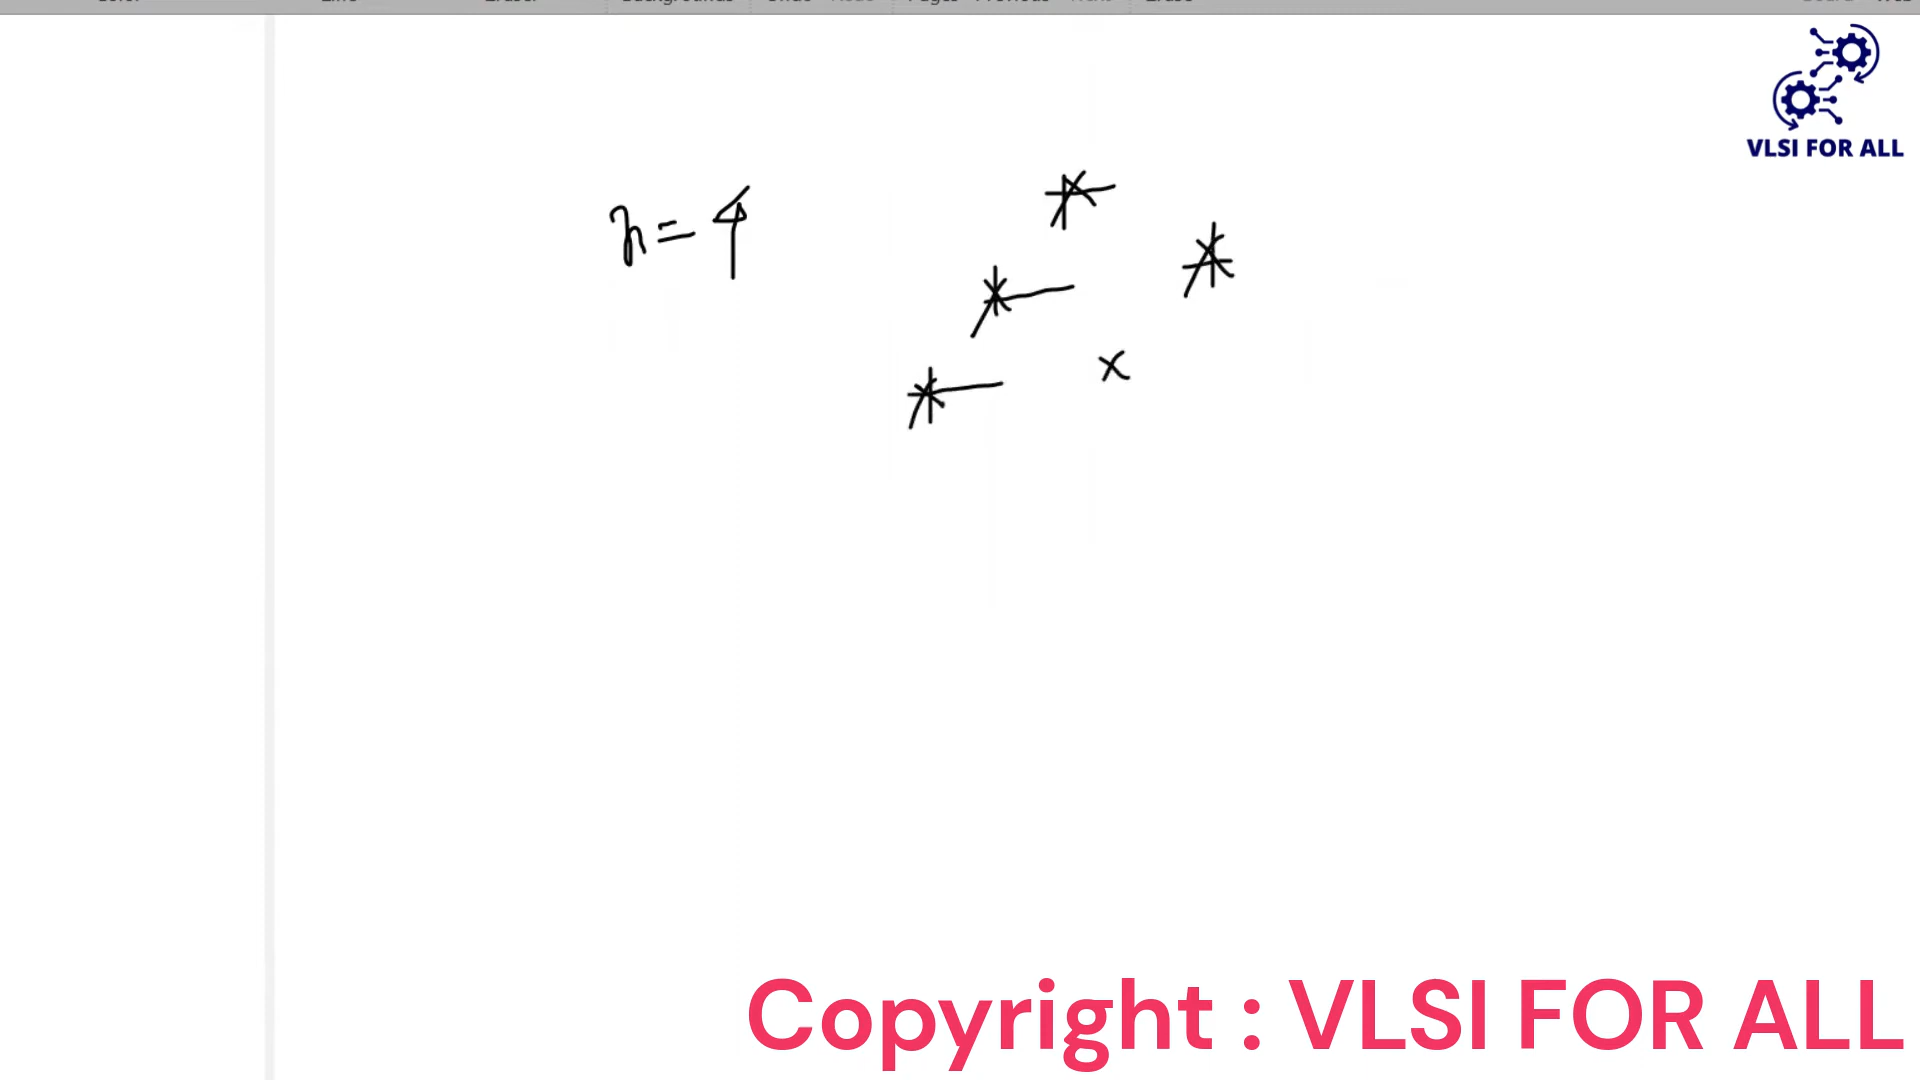 VLSI FOR ALL
n = 4
* *
* 
* x
Copyright : VLSI FOR ALL